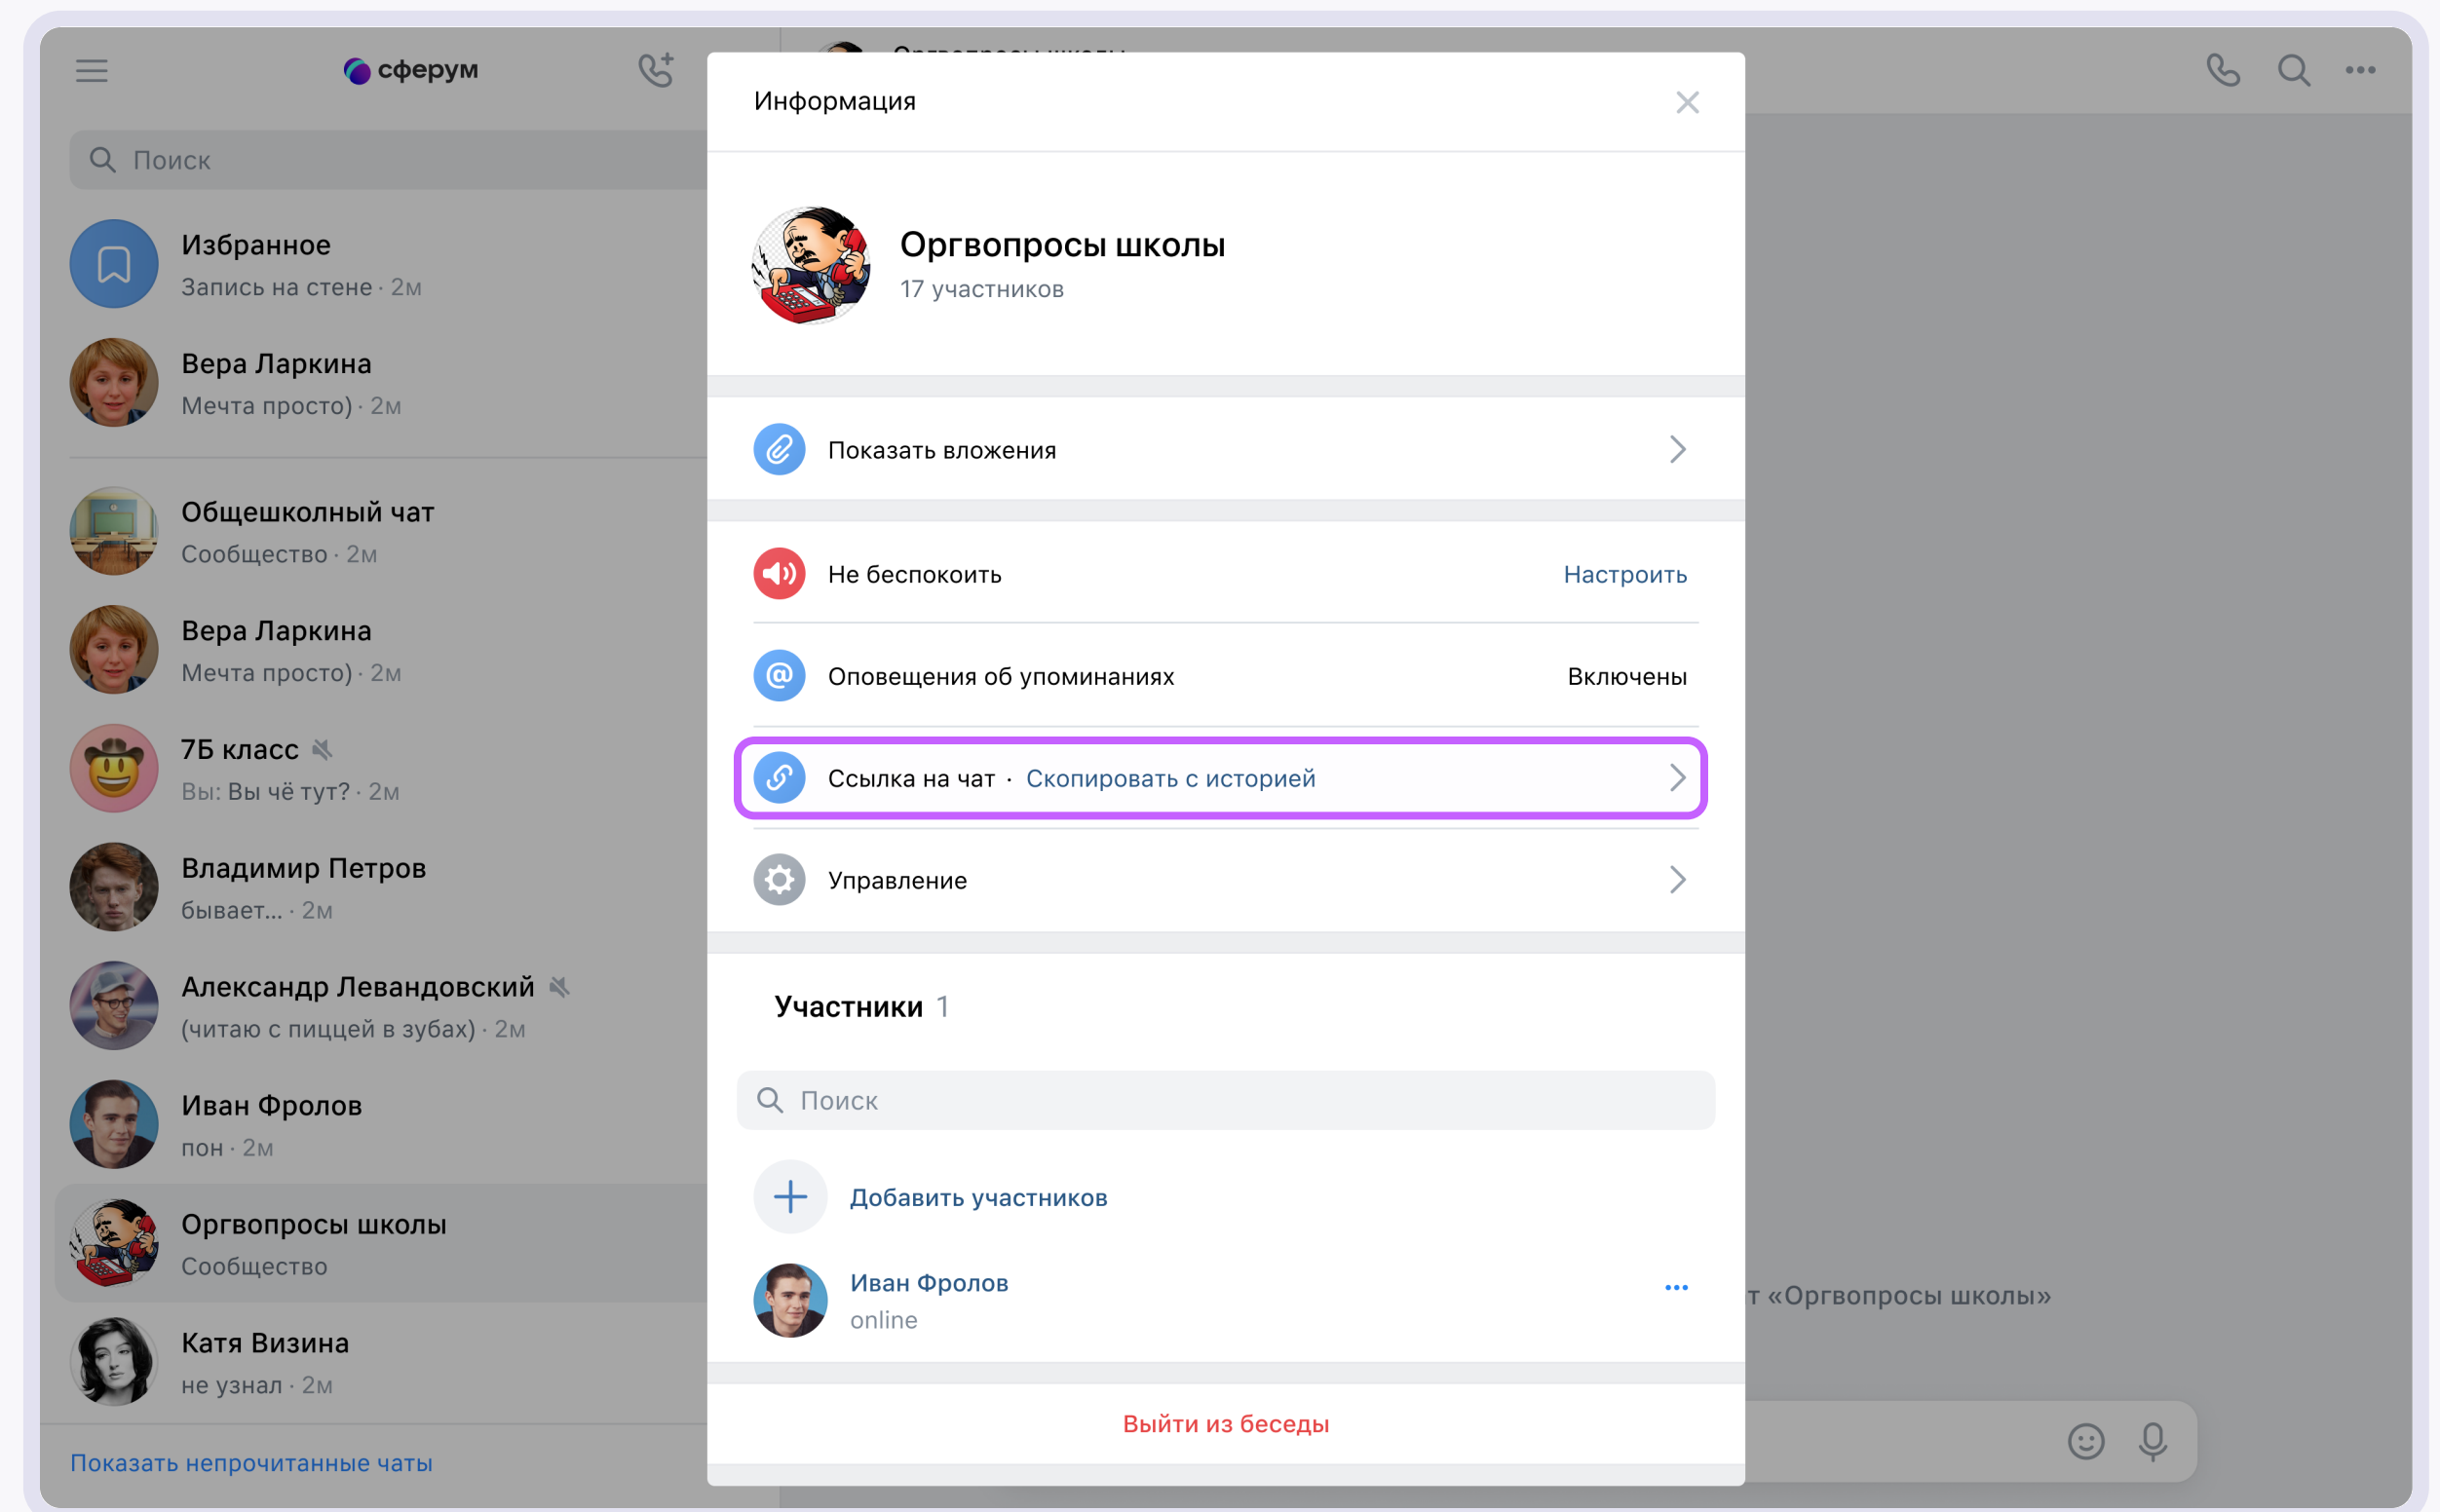 сферум
Поиск
Избранное
Запись на стене · 2м
Вера Ларкина
Мечта просто) · 2м
Общешколный чат
Сообщество · 2м
Вера Ларкина
Мечта просто) · 2м
7Б класс
Вы: Вы чё тут? · 2м
Владимир Петров
бывает... · 2м
Александр Левандовский
(читаю с пиццей в зубах) · 2м
Иван Фролов
пон · 2м
Оргвопросы школы
Сообщество
Катя Визина
не узнал · 2м
Показать непрочитанные чаты
Оргвопросы школы
Информация
Оргвопросы школы
17 участников
Показать вложения
Не беспокоить Настроить
Оповещения об упоминаниях Включены
Ссылка на чат · Скопировать с историей
Управление
Участники 1
Поиск
Добавить участников
Иван Фролов
online
Выйти из беседы
т «Оргвопросы школы»